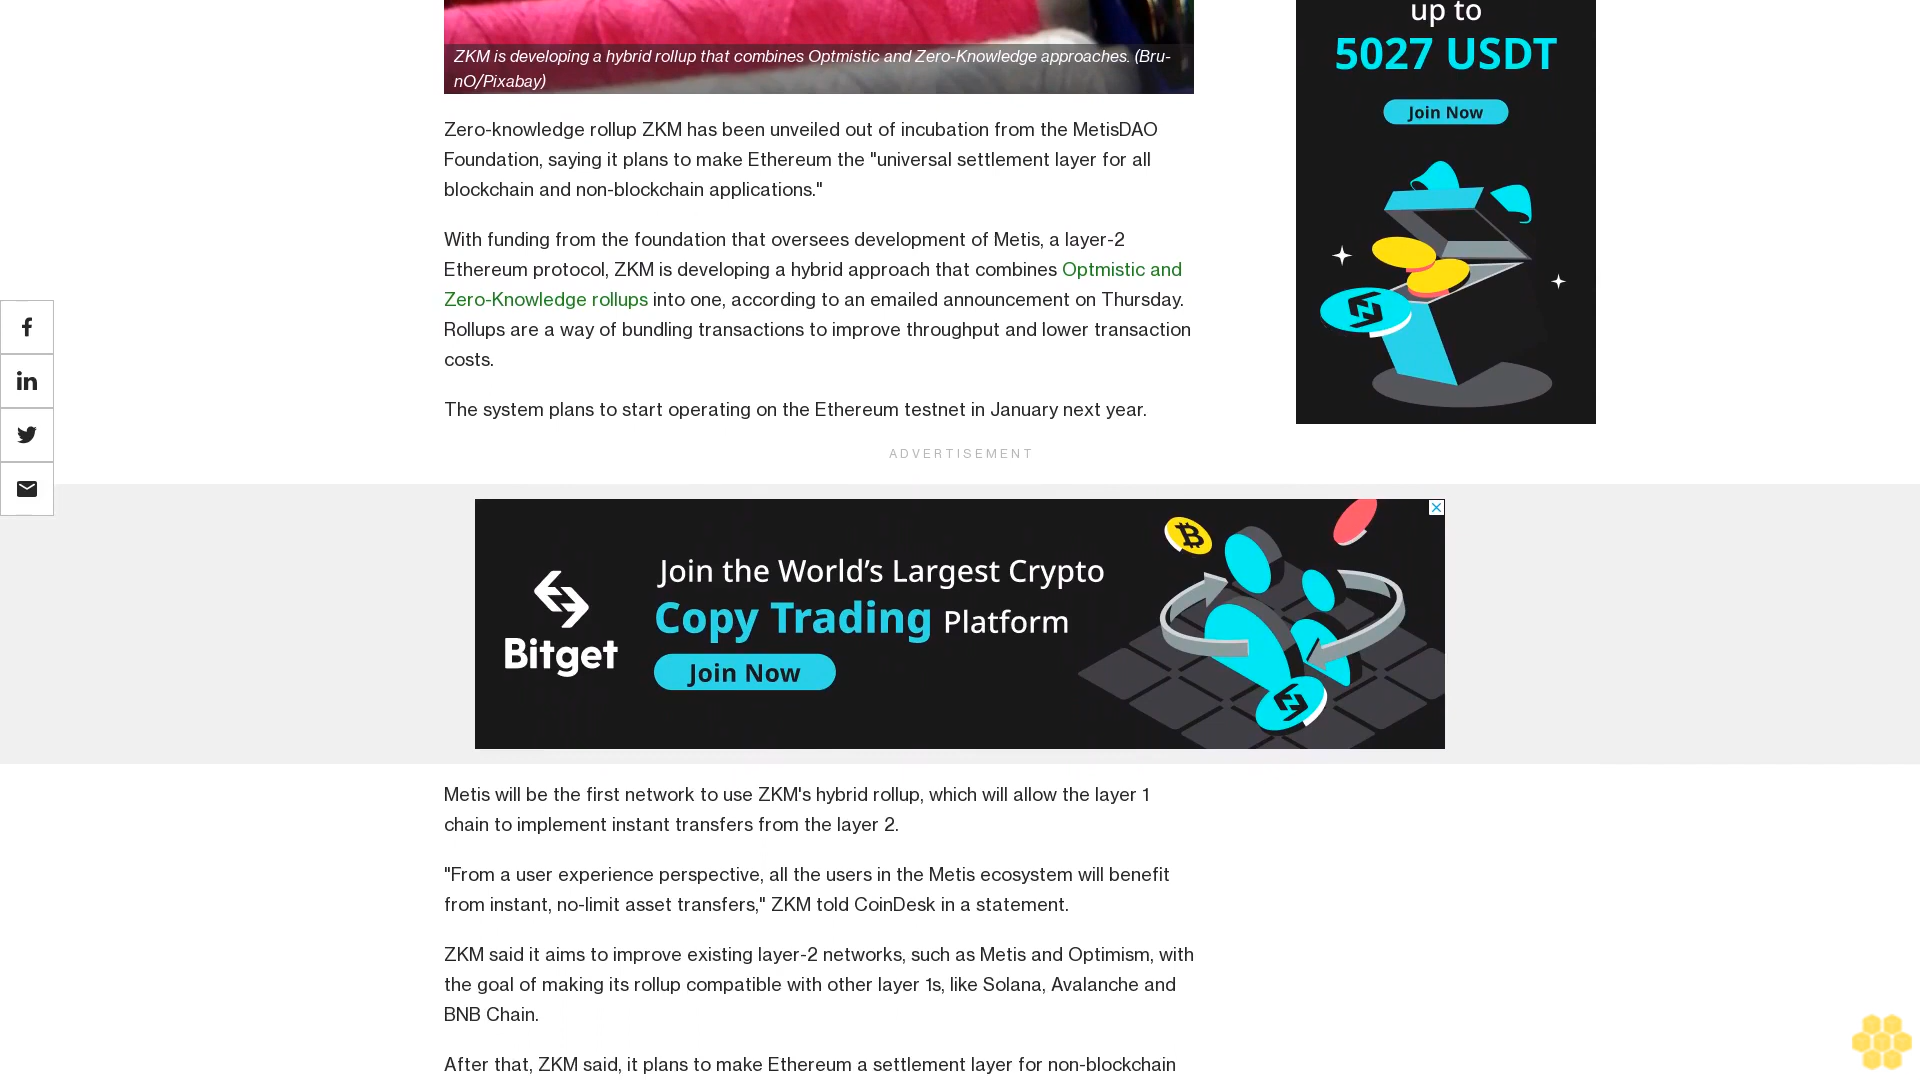 ZKM is developing a hybrid rollup that combines Optmistic and Zero-Knowledge approaches. (Bru-
nO/Pixabay)
Zero-knowledge rollup ZKM has been unveiled out of incubation from the MetisDAO
Foundation, saying it plans to make Ethereum the "universal settlement layer for all
blockchain and non-blockchain applications."
With funding from the foundation that oversees development of Metis, a layer-2
Ethereum protocol, ZKM is developing a hybrid approach that combines Optmistic and
Zero-Knowledge rollups into one, according to an emailed announcement on Thursday.
Rollups are a way of bundling transactions to improve throughput and lower transaction
costs.
The system plans to start operating on the Ethereum testnet in January next year.
up to
5027 USDT
Join Now
ADVERTISEMENT
Bitget
Join the World's Largest Crypto
Copy Trading Platform
Join Now
Metis will be the first network to use ZKM's hybrid rollup, which will allow the layer 1
chain to implement instant transfers from the layer 2.
"From a user experience perspective, all the users in the Metis ecosystem will benefit
from instant, no-limit asset transfers," ZKM told CoinDesk in a statement.
ZKM said it aims to improve existing layer-2 networks, such as Metis and Optimism, with
the goal of making its rollup compatible with other layer 1s, like Solana, Avalanche and
BNB Chain.
After that, ZKM said, it plans to make Ethereum a settlement layer for non-blockchain